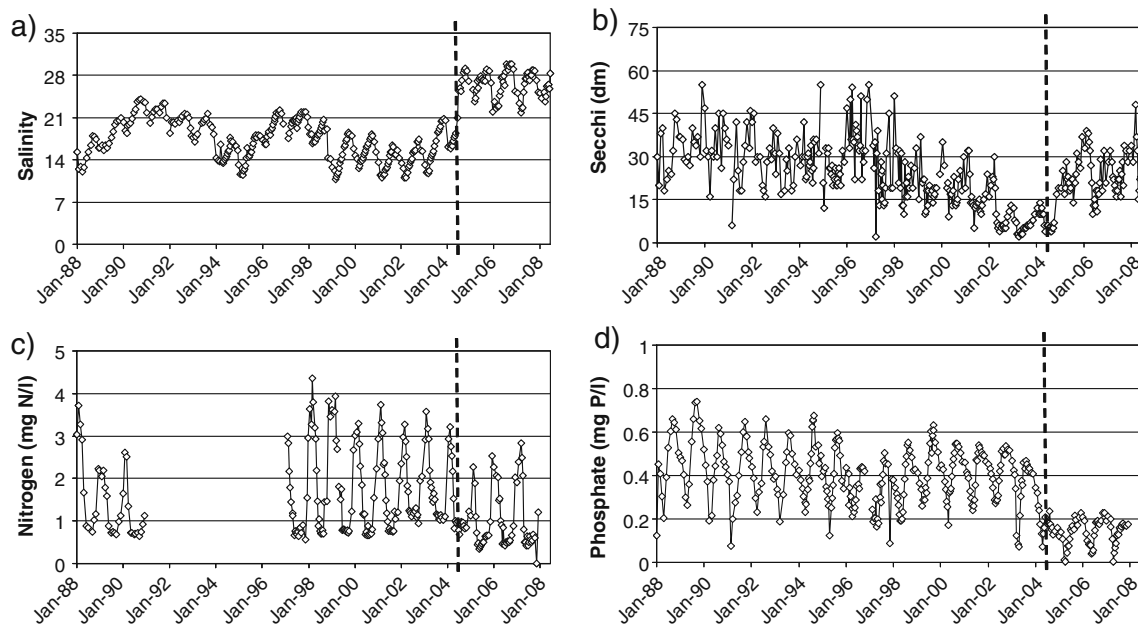 a)
Salinity
35
28
21
14
7
0
Jan-88
Jan-90
Jan-92
Jan-94
Jan-96
Jan-98
Jan-00
Jan-02
Jan-04
Jan-06
Jan-08
b)
Secchi (dm)
75
60
45
30
15
0
Jan-88
Jan-90
Jan-92
Jan-94
Jan-96
Jan-98
Jan-00
Jan-02
Jan-04
Jan-06
Jan-08
c)
Nitrogen (mg N/l)
5
4
3
2
1
0
Jan-88
Jan-90
Jan-92
Jan-94
Jan-96
Jan-98
Jan-00
Jan-02
Jan-04
Jan-06
Jan-08
d)
Phosphate (mg P/l)
1
0.8
0.6
0.4
0.2
0
Jan-88
Jan-90
Jan-92
Jan-94
Jan-96
Jan-98
Jan-00
Jan-02
Jan-04
Jan-06
Jan-08